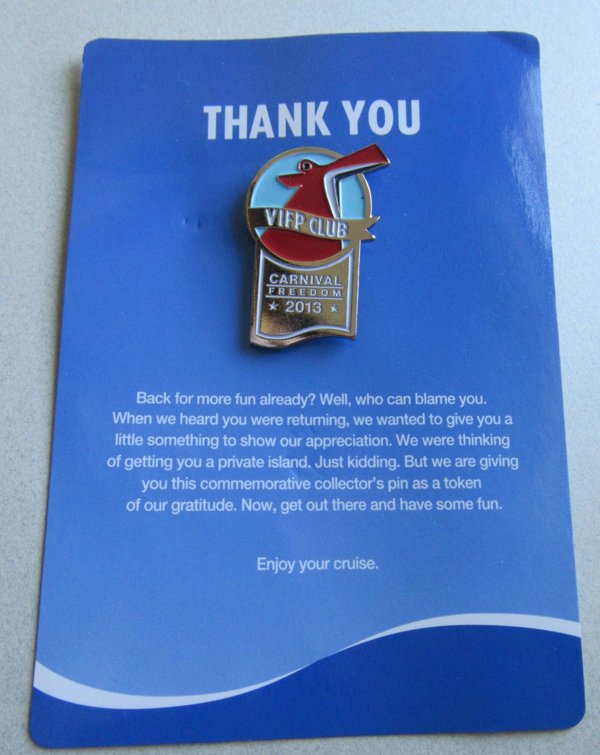 THANK YOU
VIFP CLUB
CARNIVAL
FREEDOM
★ 2013 ★
Back for more fun already? Well, who can blame you.
When we heard you were returning, we wanted to give you a
little something to show our appreciation. We were thinking
of getting you a private island. Just kidding. But we are giving
you this commemorative collector's pin as a token
of our gratitude. Now, get out there and have some fun.
Enjoy your cruise.